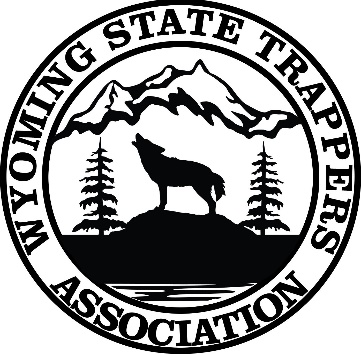 WYOMING STATE TRAPPERS
ASSOCIATION